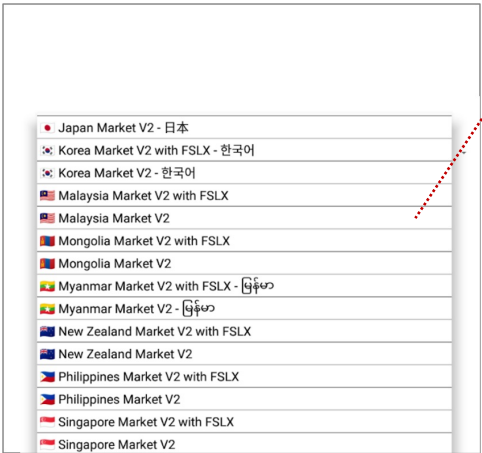 Japan Market V2 - 日本
Korea Market V2 with FSLX - 한국어
Korea Market V2 - 한국어
Malaysia Market V2 with FSLX
Malaysia Market V2
Mongolia Market V2 with FSLX
Mongolia Market V2
Myanmar Market V2 with FSLX - မြန်မာ
Myanmar Market V2 - မြန်မာ
New Zealand Market V2 with FSLX
New Zealand Market V2
Philippines Market V2 with FSLX
Philippines Market V2
Singapore Market V2 with FSLX
Singapore Market V2